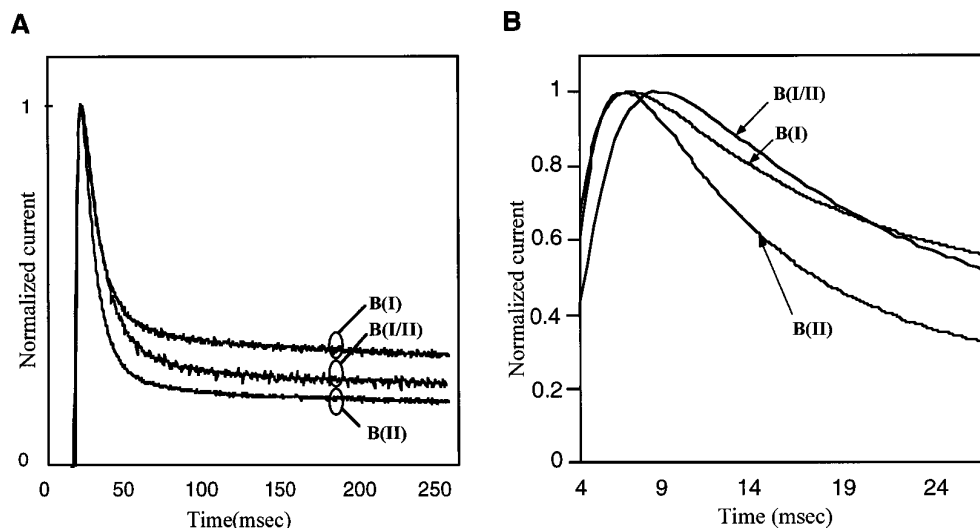 A
Normalized current
1
0
B(I)
B(I/II)
B(II)
0
50
100
150
200
250
Time(msec)
B
Normalized current
1
0.8
0.6
0.4
0.2
0
B(I/II)
B(I)
B(II)
4
9
14
19
24
Time (msec)